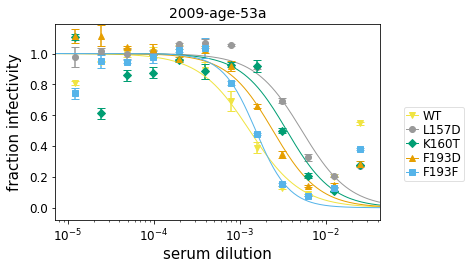 2009-age-53a
fraction infectivity
1.0
0.8
0.6
0.4
0.2
0.0
10⁻⁵
10⁻⁴
10⁻³
10⁻²
serum dilution
WT
L157D
K160T
F193D
F193F